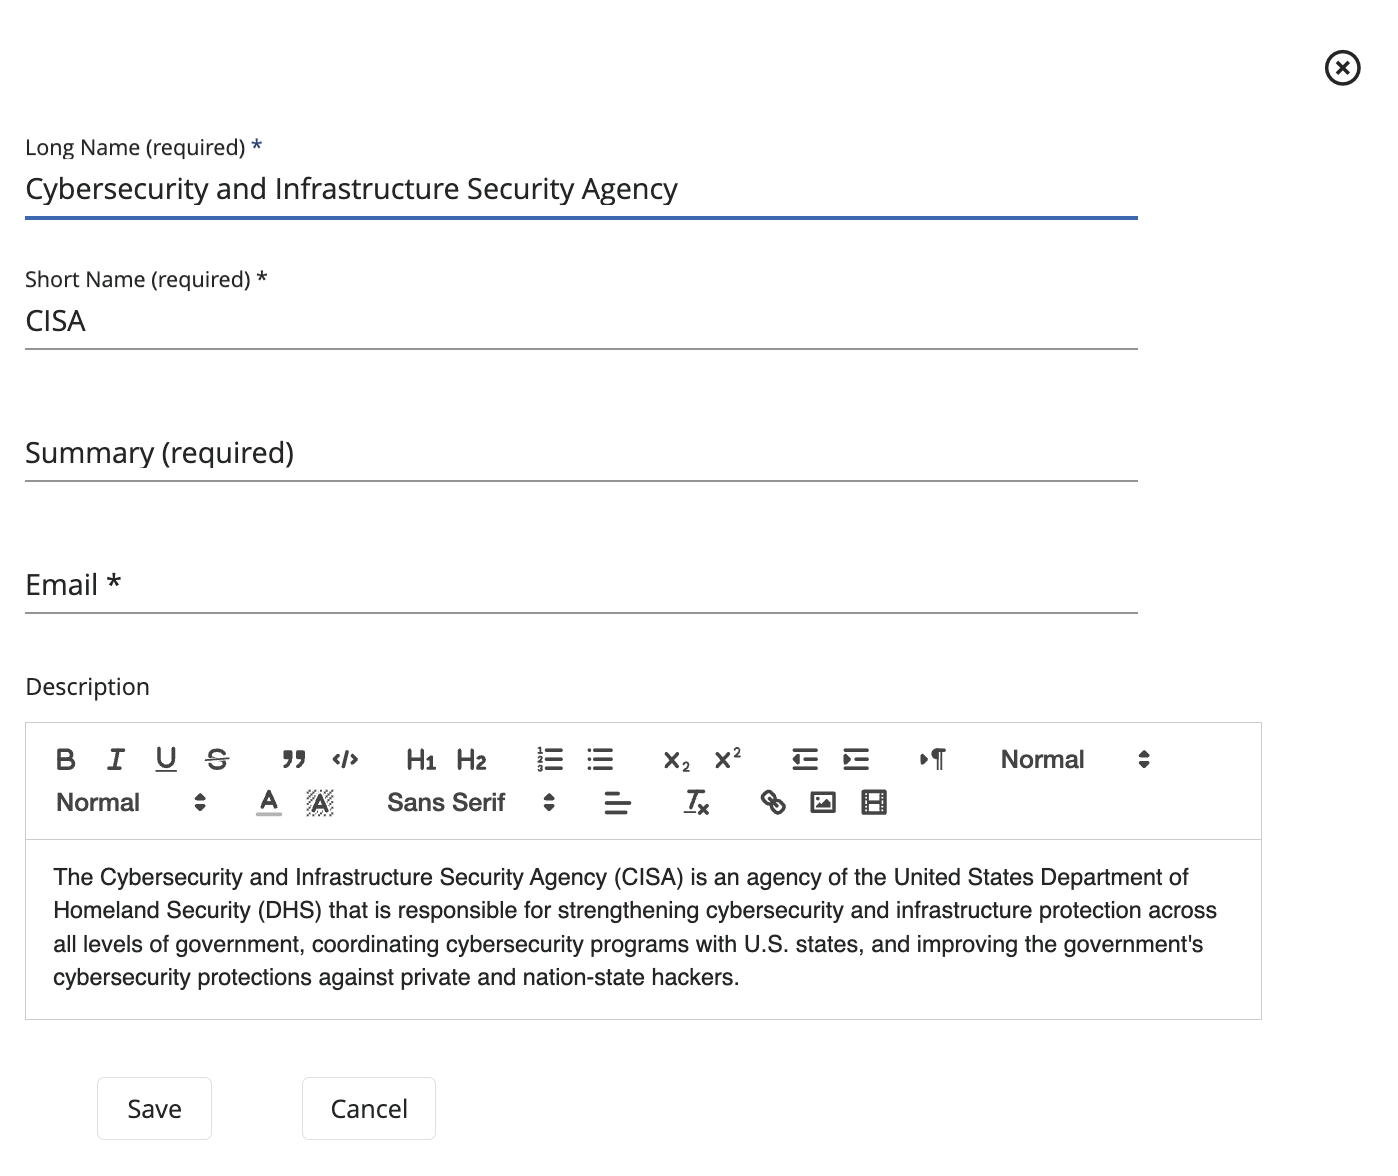 Long Name (required) *
Cybersecurity and Infrastructure Security Agency
Short Name (required) *
CISA
Summary (required)
Email *
Description
B I U S ” </> H1 H2 X2 X² ¶ Normal
Normal A A Sans Serif Tx
The Cybersecurity and Infrastructure Security Agency (CISA) is an agency of the United States Department of
Homeland Security (DHS) that is responsible for strengthening cybersecurity and infrastructure protection across
all levels of government, coordinating cybersecurity programs with U.S. states, and improving the government's
cybersecurity protections against private and nation-state hackers.
Save Cancel